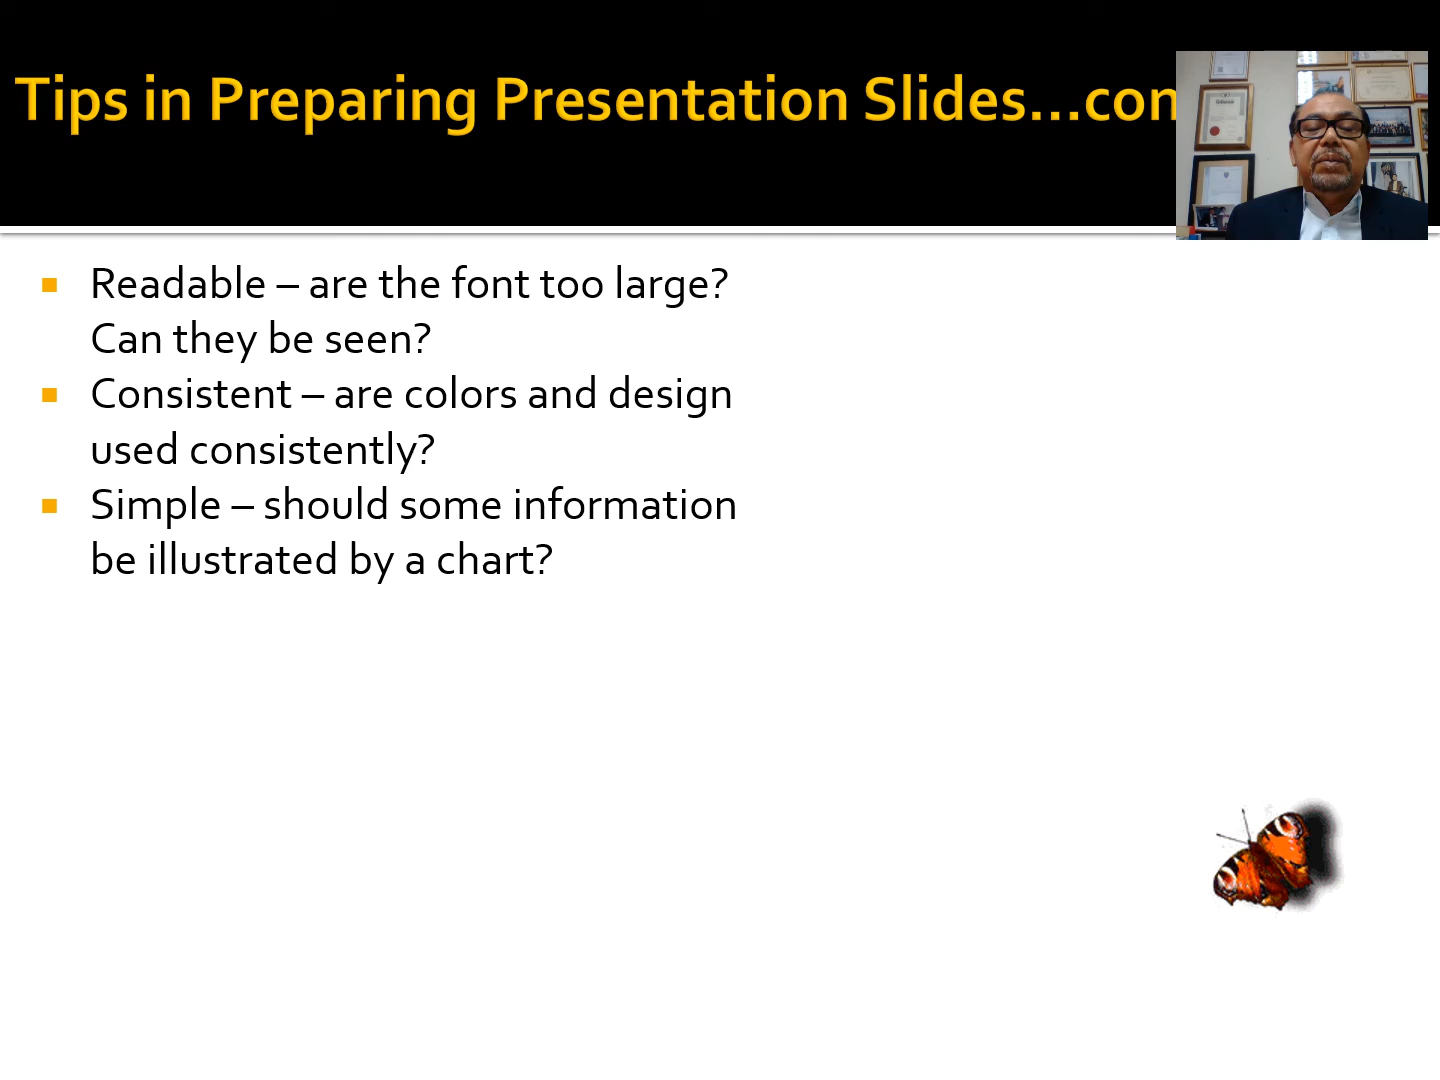 Tips in Preparing Presentation Slides...con
Readable – are the font too large?
Can they be seen?
Consistent – are colors and design
used consistently?
Simple – should some information
be illustrated by a chart?